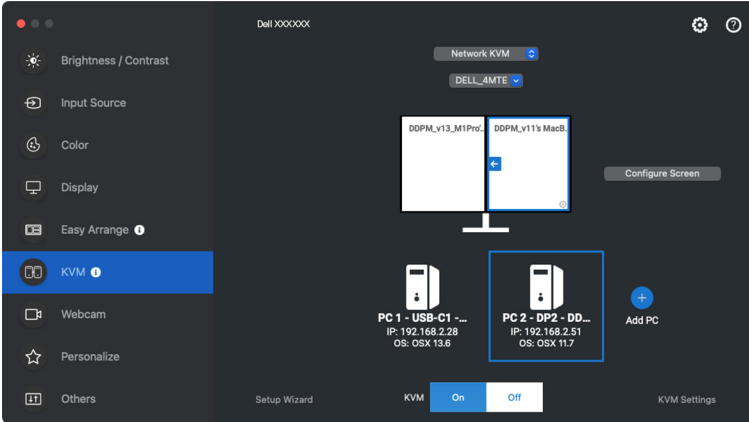 Dell XXXXXX
Brightness / Contrast
Input Source
Color
Display
Easy Arrange
KVM
Webcam
Personalize
Others
Network KVM
DELL_4MTE
DDPM_v13_M1Pro'..
DDPM_v11's MacB..
Configure Screen
PC 1 - USB-C1 -...
IP: 192.168.2.28
OS: OSX 13.6
PC 2 - DP2 - DD...
IP: 192.168.2.51
OS: OSX 11.7
Add PC
Setup Wizard
KVM
On
Off
KVM Settings